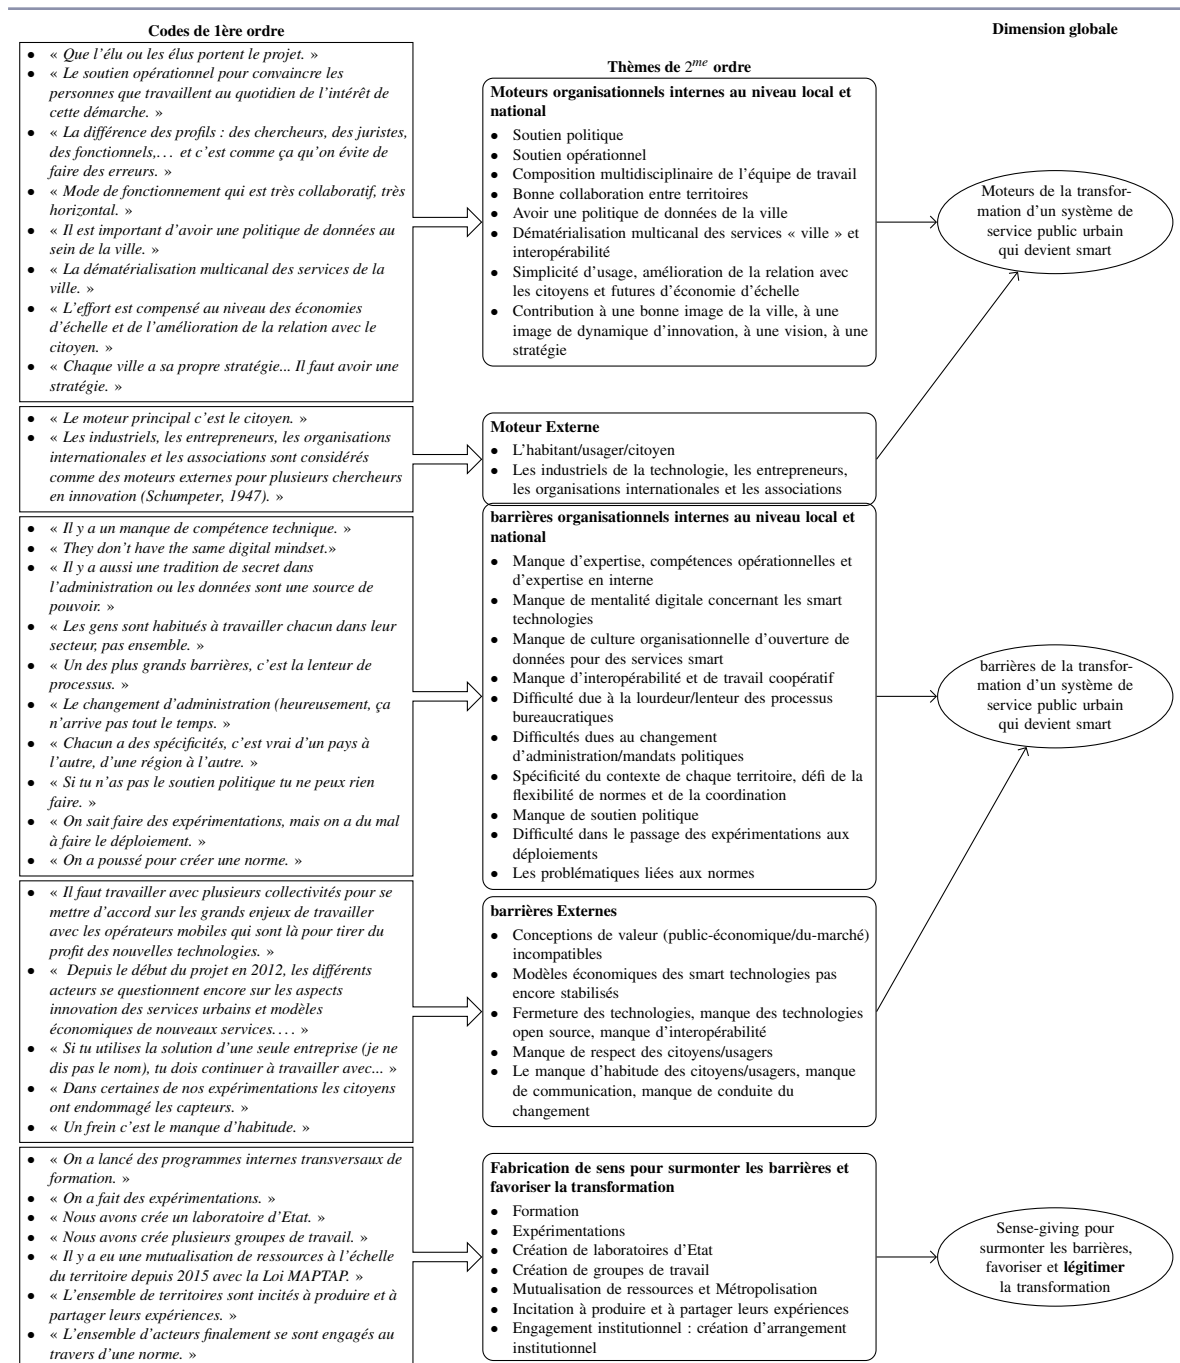 Codes de 1ère ordre
• « Que l'élu ou les élus portent le projet. »
• « Le soutien opérationnel pour convaincre les
personnes que travaillent au quotidien de l'intérêt de
cette démarche. »
• « La différence des profils : des chercheurs, des juristes,
des fonctionnels,... et c'est comme ça qu'on évite de
faire des erreurs. »
• « Mode de fonctionnement qui est très collaboratif, très
horizontal. »
• « Il est important d'avoir une politique de données au
sein de la ville. »
• « La dématérialisation multicanal des services de la
ville. »
• « L'effort est compensé au niveau des économies
d'échelle et de l'amélioration de la relation avec le
citoyen. »
• « Chaque ville a sa propre stratégie... Il faut avoir une
stratégie. »
• « Le moteur principal c'est le citoyen. »
• « Les industriels, les entrepreneurs, les organisations
internationales et les associations sont considérés
comme des moteurs externes pour plusieurs chercheurs
en innovation (Schumpeter, 1947). »
• « Il y a un manque de compétence technique. »
• « They don't have the same digital mindset.»
• « Il y a aussi une tradition de secret dans
l'administration ou les données sont une source de
pouvoir. »
• « Les gens sont habitués à travailler chacun dans leur
secteur, pas ensemble. »
• « Un des plus grands barrières, c'est la lenteur de
processus. »
• « Le changement d'administration (heureusement, ça
n'arrive pas tout le temps. »
• « Chacun a des spécificités, c'est vrai d'un pays à
l'autre, d'une région à l'autre. »
• « Si tu n'as pas le soutien politique tu ne peux rien
faire. »
• « On sait faire des expérimentations, mais on a du mal
à faire le déploiement. »
• « On a poussé pour créer une norme. »
• « Il faut travailler avec plusieurs collectivités pour se
mettre d'accord sur les grands enjeux de travailler
avec les opérateurs mobiles qui sont là pour tirer du
profit des nouvelles technologies. »
• « Depuis le début du projet en 2012, les différents
acteurs se questionnent encore sur les aspects
innovation des services urbains et modèles
économiques de nouveaux services.... »
• « Si tu utilises la solution d'une seule entreprise (je ne
dis pas le nom), tu dois continuer à travailler avec... »
• « Dans certaines de nos expérimentations les citoyens
ont endommagé les capteurs. »
• « Un frein c'est le manque d'habitude. »
• « On a lancé des programmes internes transversaux de
formation. »
• « On a fait des expérimentations. »
• « Nous avons crée un laboratoire d'Etat. »
• « Nous avons crée plusieurs groupes de travail. »
• « Il y a eu une mutualisation de ressources à l'échelle
du territoire depuis 2015 avec la Loi MAPTAP. »
• « L'ensemble de territoires sont incités à produire et à
partager leurs expériences. »
• « L'ensemble d'acteurs finalement se sont engagés au
travers d'une norme. »
Thèmes de 2me ordre
Moteurs organisationnels internes au niveau local et
national
• Soutien politique
• Soutien opérationnel
• Composition multidisciplinaire de l'équipe de travail
• Bonne collaboration entre territoires
• Avoir une politique de données de la ville
• Dématérialisation multicanal des services « ville » et
interopérabilité
• Simplicité d'usage, amélioration de la relation avec
les citoyens et futures d'économie d'échelle
• Contribution à une bonne image de la ville, à une
image de dynamique d'innovation, à une vision, à une
stratégie
Moteur Externe
• L'habitant/usager/citoyen
• Les industriels de la technologie, les entrepreneurs,
les organisations internationales et les associations
barrières organisationnels internes au niveau local et
national
• Manque d'expertise, compétences opérationnelles et
d'expertise en interne
• Manque de mentalité digitale concernant les smart
technologies
• Manque de culture organisationnelle d'ouverture de
données pour des services smart
• Manque d'interopérabilité et de travail coopératif
• Difficulté due à la lourdeur/lenteur des processus
bureaucratiques
• Difficultés dues au changement
d'administration/mandats politiques
• Spécificité du contexte de chaque territoire, défi de la
flexibilité de normes et de la coordination
• Manque de soutien politique
• Difficulté dans le passage des expérimentations aux
déploiements
• Les problématiques liées aux normes
barrières Externes
• Conceptions de valeur (public-économique/du-marché)
incompatibles
• Modèles économiques des smart technologies pas
encore stabilisés
• Fermeture des technologies, manque des technologies
open source, manque d'interopérabilité
• Manque de respect des citoyens/usagers
• Le manque d'habitude des citoyens/usagers, manque
de communication, manque de conduite du
changement
Fabrication de sens pour surmonter les barrières et
favoriser la transformation
• Formation
• Expérimentations
• Création de laboratoires d'Etat
• Création de groupes de travail
• Mutualisation de ressources et Métropolisation
• Incitation à produire et à partager leurs expériences
• Engagement institutionnel : création d'arrangement
institutionnel
Dimension globale
Moteurs de la transfor-
mation d'un système de
service public urbain
qui devient smart
barrières de la transfor-
mation d'un système de
service public urbain
qui devient smart
Sense-giving pour
surmonter les barrières,
favoriser et légitimer
la transformation